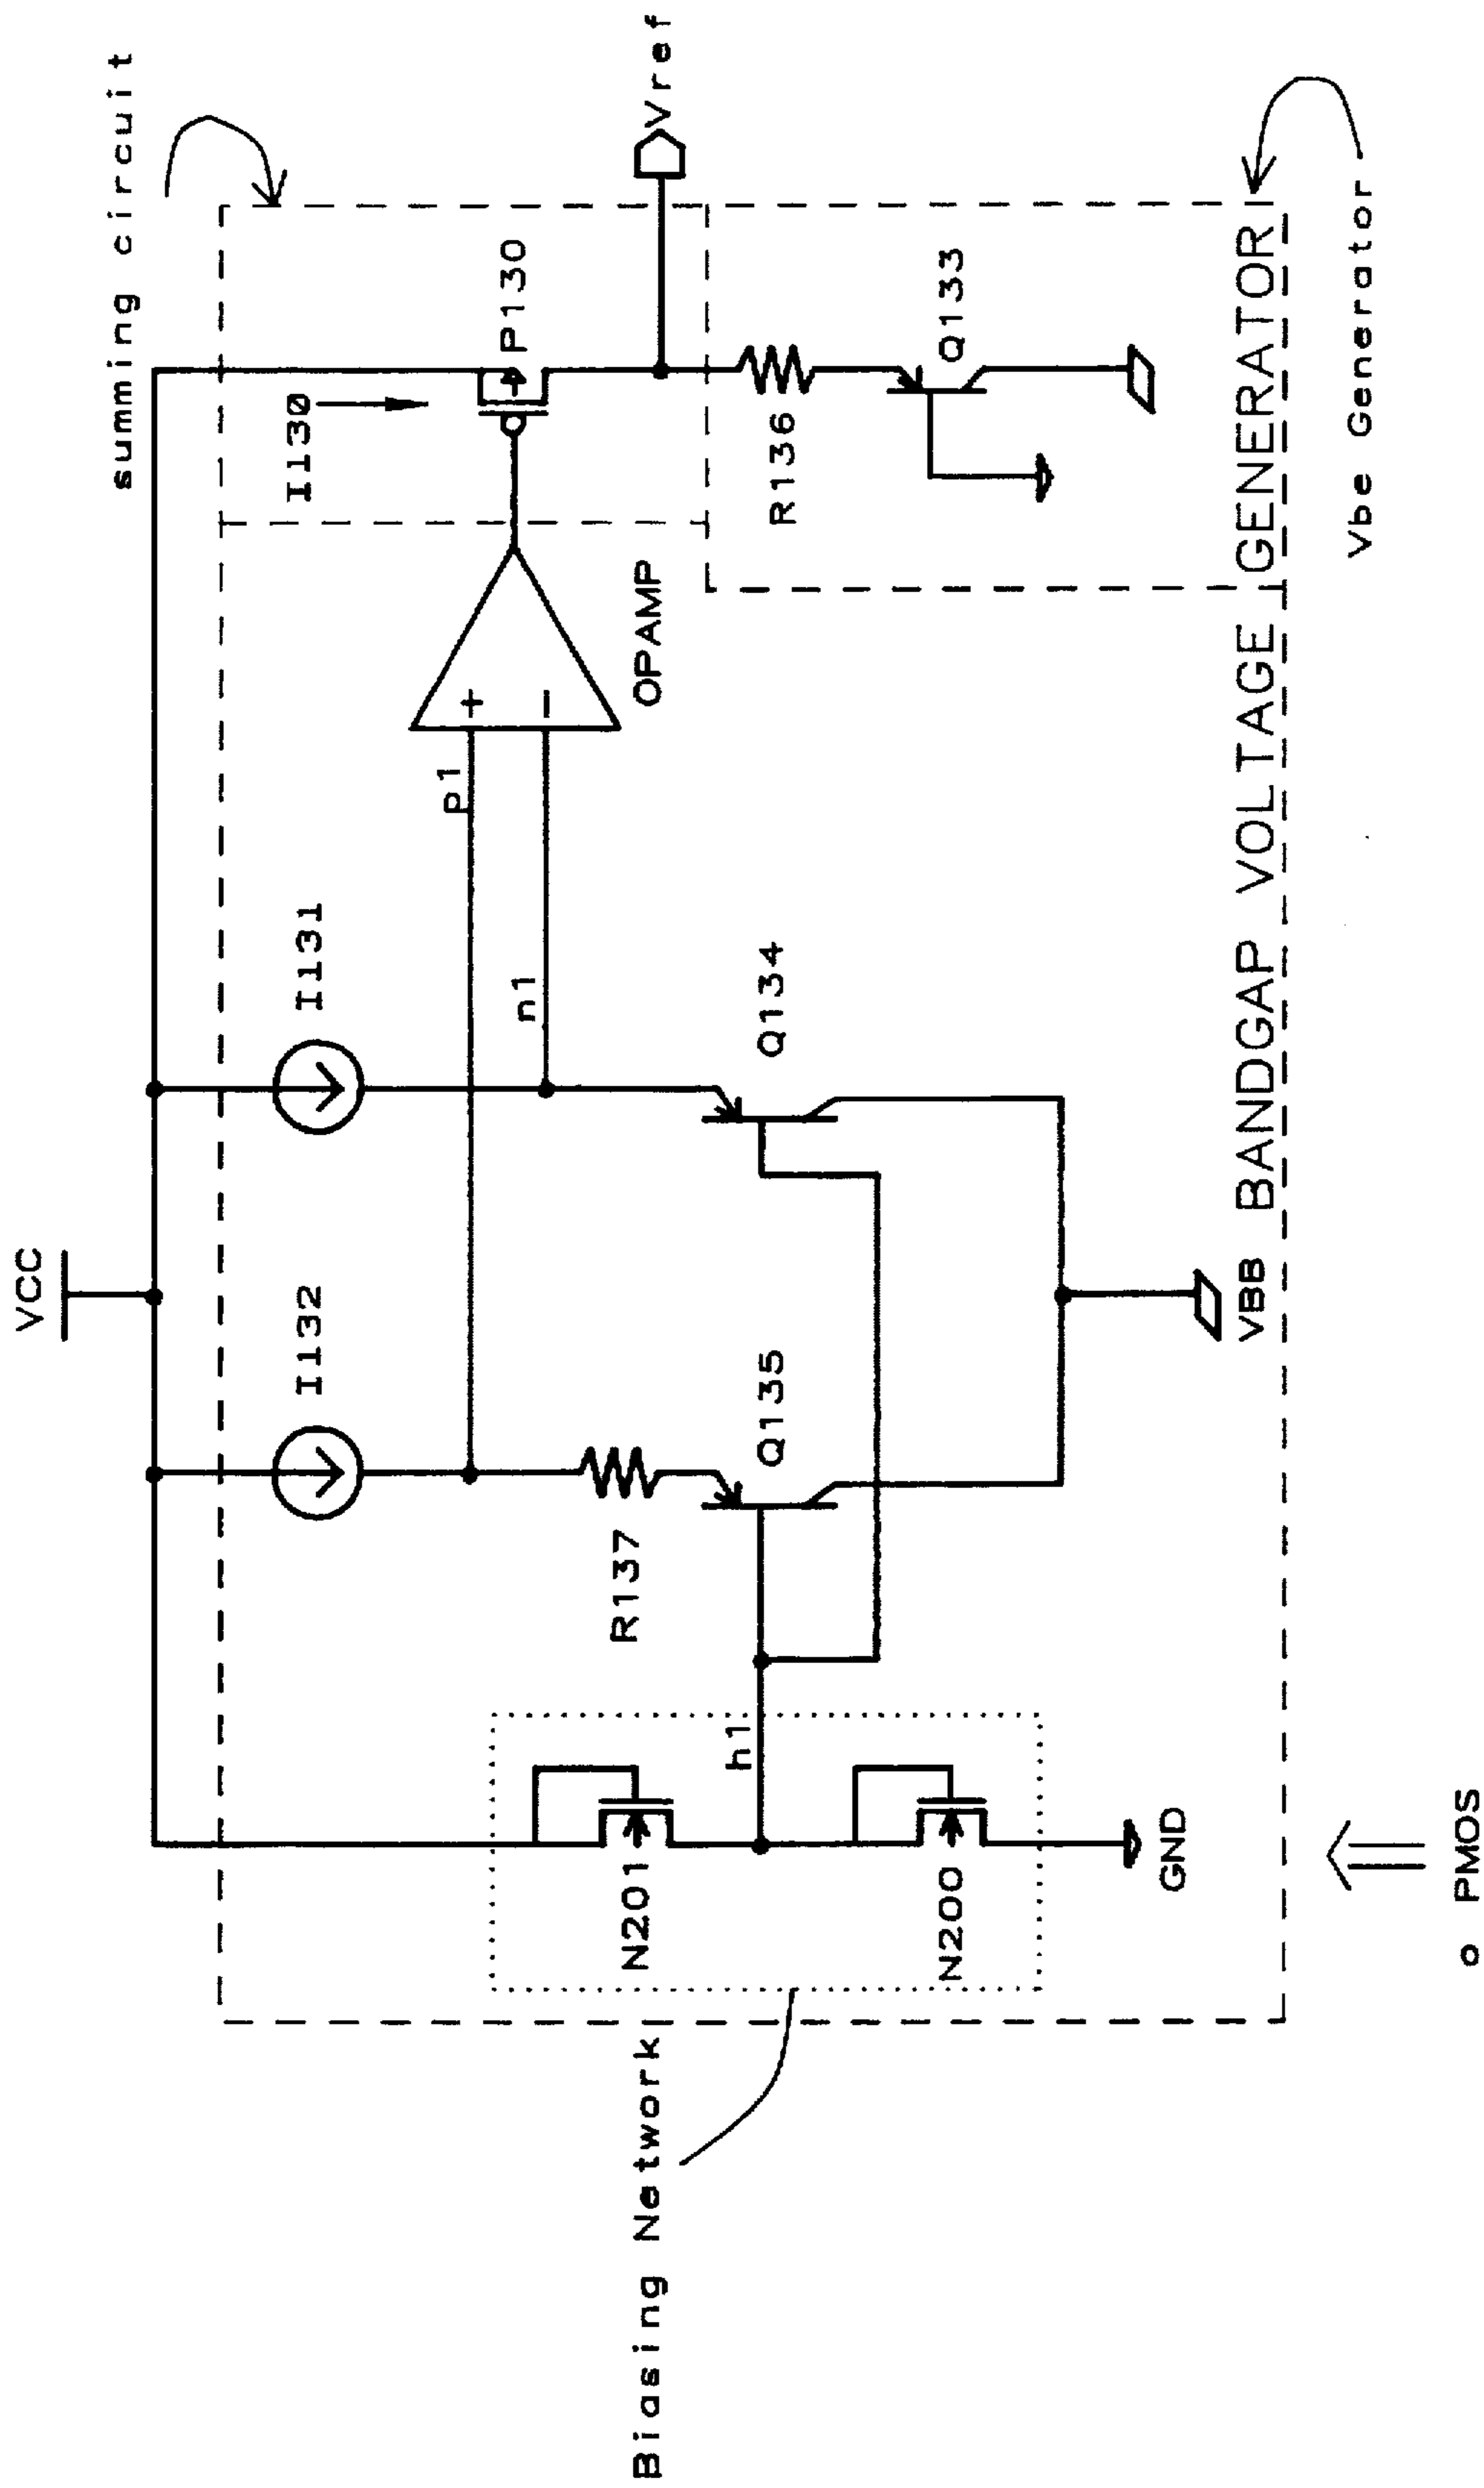 VCC
summing circuit
I132
I131
I130
P130
p1
n1
OPAMP
Vref
Biasing Network
N201
R137
h1
Q135
Q134
R136
Q133
N200
GND
VBB
BANDGAP VOLTAGE GENERATOR
Vbe Generator
o PMOS